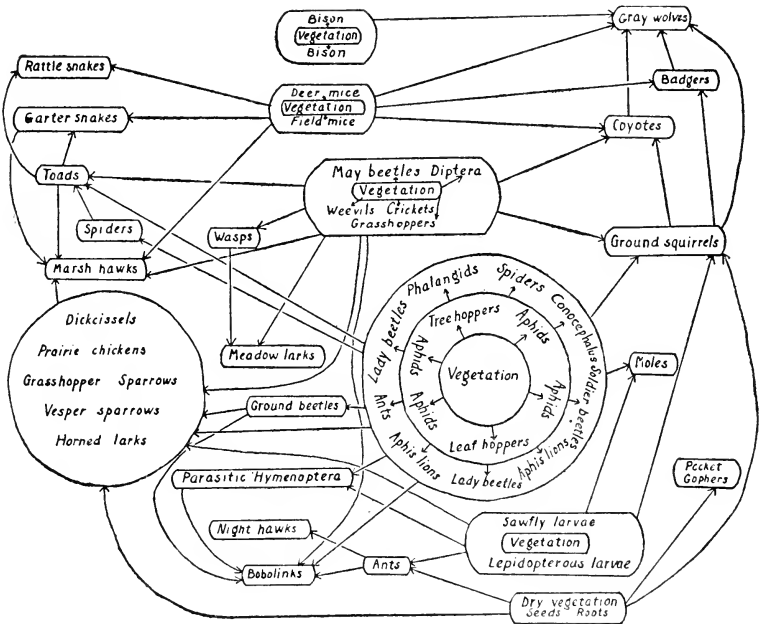 Bison
Vegetation
Bison
Gray wolves
Rattle snakes
Badgers
Deer mice
Vegetation
Field mice
Garter snakes
Coyotes
Toads
May beetles Diptera
Vegetation
Weevils Crickets
Grasshoppers
Spiders
Wasps
Ground squirrels
Marsh hawks
Phalangids
Spiders
Conocephalus
Soldier beetles
Aphis lions
Lady beetles
Aphis lions
Ants
Lady beetles
Tree hoppers
Aphids
Aphids
Leaf hoppers
Aphids
Aphids
Vegetation
Dickcissels
Prairie chickens
Grasshopper Sparrows
Vesper sparrows
Horned larks
Meadow larks
Moles
Ground beetles
Parasitic Hymenoptera
Pocket
Gophers
Night hawks
Sawfly larvae
Vegetation
Lepidopterous larvae
Bobolinks
Ants
Dry vegetation
Seeds Roots